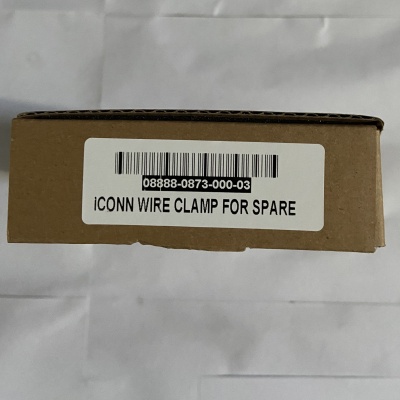 08888-0873-000-03
iCONN WIRE CLAMP FOR SPARE